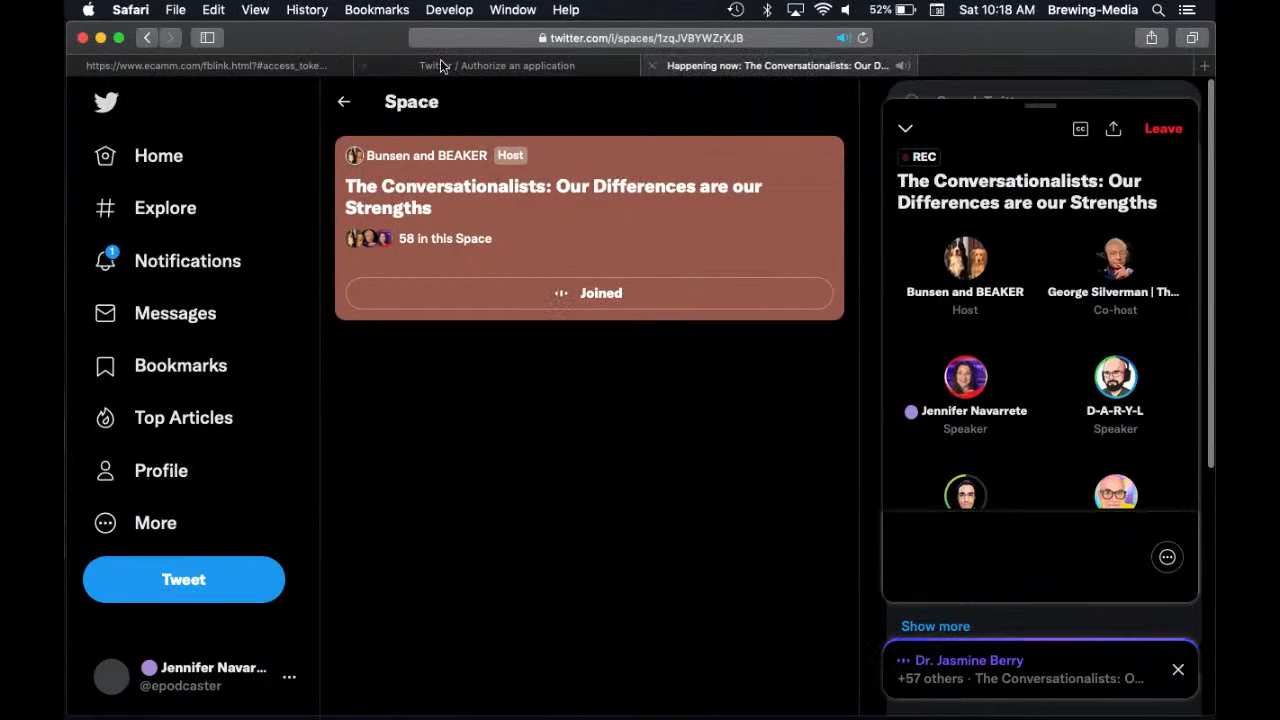 Safari File Edit View History Bookmarks Develop Window Help 52% Sat 10:18 AM Brewing-Media
twitter.com/i/spaces/1zqJVBYWZrXJB
https://www.ecamm.com/fblink.html?#access_toke... Twitter / Authorize an application Happening now: The Conversationalists: Our D...
Home
Explore
1
Notifications
Messages
Bookmarks
Top Articles
Profile
More
Tweet
Jennifer Navar...
@epodcaster
Space
Bunsen and BEAKER Host
The Conversationalists: Our Differences are our
Strengths
58 in this Space
Joined
CC Leave
REC
The Conversationalists: Our
Differences are our Strengths
Bunsen and BEAKER
Host
George Silverman | Th...
Co-host
Jennifer Navarrete
Speaker
D-A-R-Y-L
Speaker
Show more
Dr. Jasmine Berry
+57 others · The Conversationalists: O...